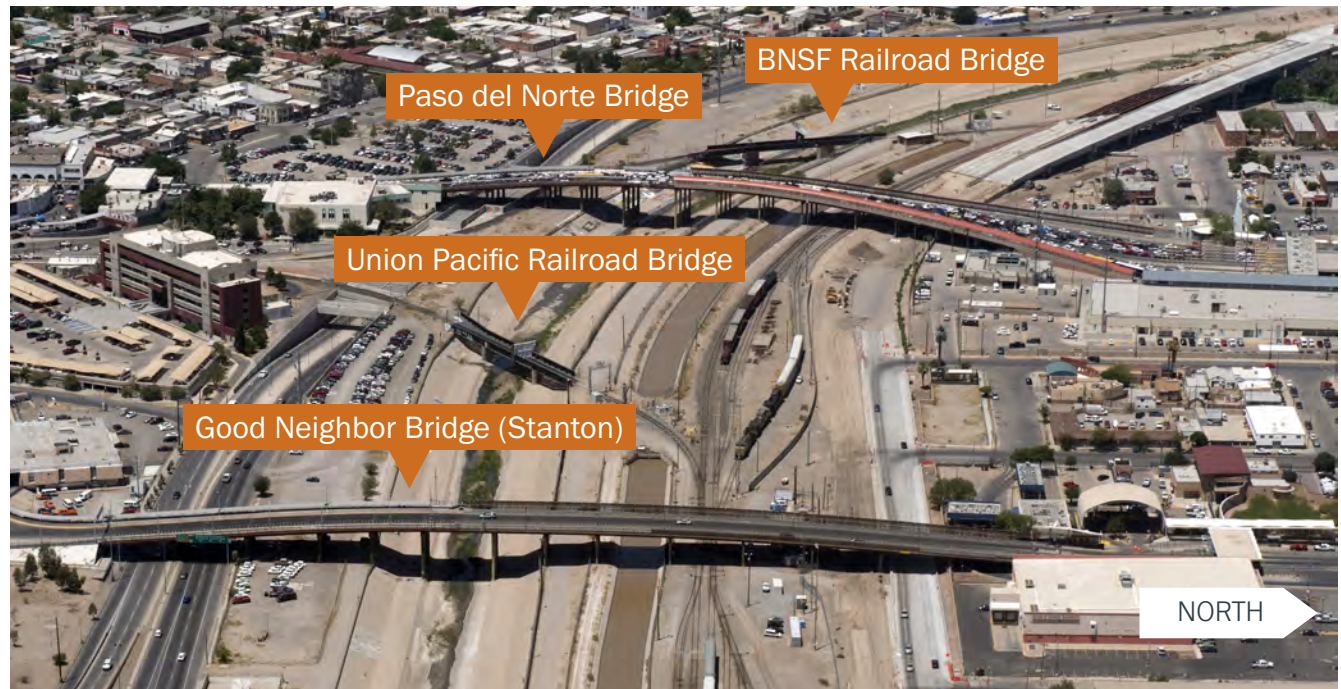 BNSF Railroad Bridge
Paso del Norte Bridge
Union Pacific Railroad Bridge
Good Neighbor Bridge (Stanton)
NORTH